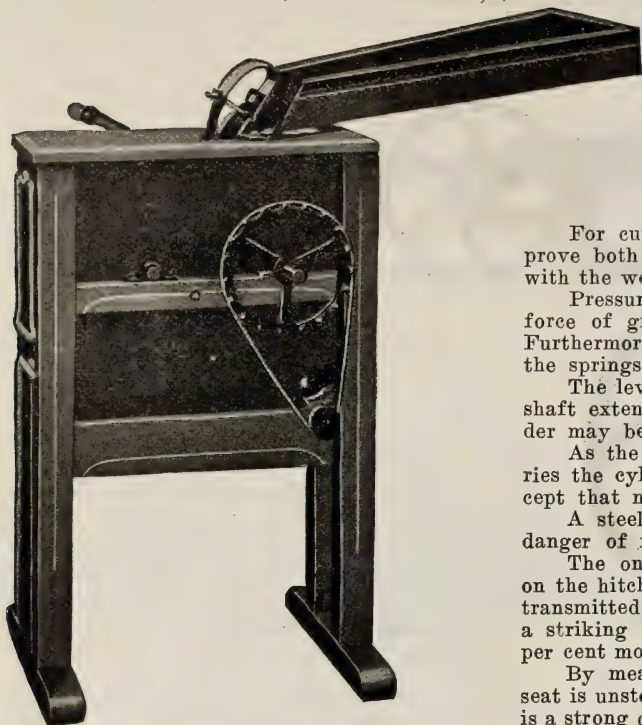 For cu
prove both
with the we
Pressur
force of g
Furthermor
the springs
The lev
shaft exten
der may be
As the
ries the cyl
cept that n
A steel
danger of
The on
on the hitch
transmitted
a striking
per cent mo
By mea
seat is unste
is a strong